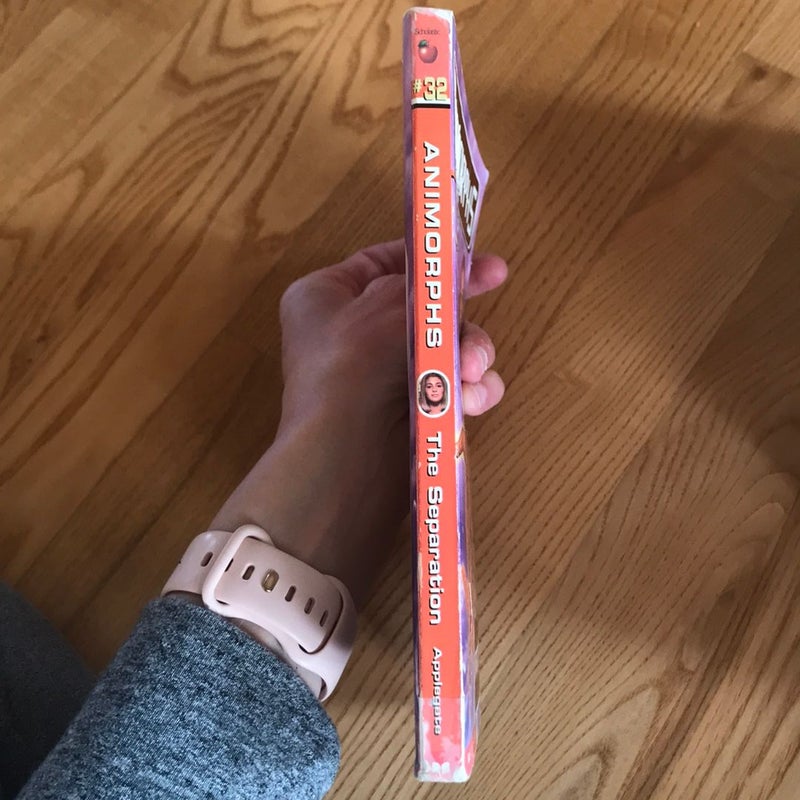 Scholastic
#32
ANIMORPHS
The Separation
Applegate